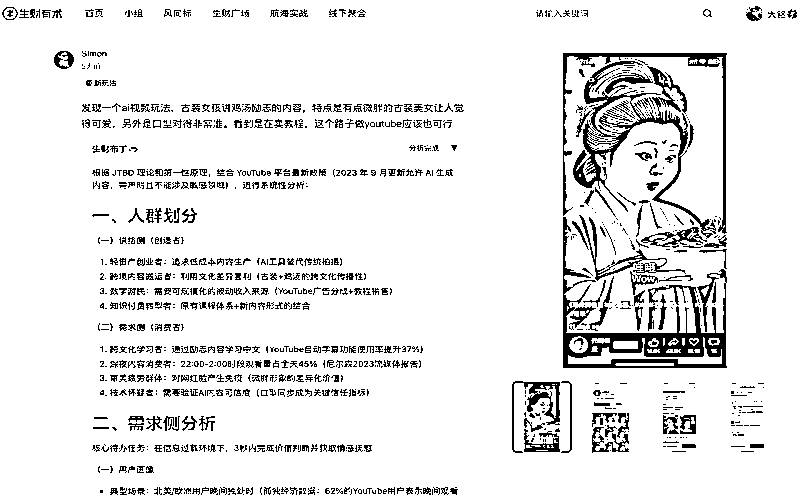 生财有术
首页 小组 风向标 生财广场 航海实战 线下聚会
请输入关键词
Simon
发现一个ai视频玩法，古装女孩讲鸡汤励志的内容，特点是有点微胖的古装美女让人觉
得可爱，另外是口型对得非常准。看到是在卖教程，这个路子做youtube应该也可行
生财布丁
分析完成
根据 JTBD 理论和第一性原理，结合 YouTube 平台最新政策（2023 年 9 月更新允许 AI 生成
内容，需声明且不能涉及敏感领域），进行系统性分析：
一、人群划分
（一）供给侧（创造者）
1. 轻资产创业者：追求低成本内容生产（AI工具替代传统拍摄）
2. 跨境内容搬运者：利用文化差异套利（古装+鸡汤的跨文化传播性）
3. 数字游民：需要可规模化的被动收入来源（YouTube广告分成+教程销售）
4. 知识付费转型者：原有课程体系+新内容形式的结合
（二）需求侧（消费者）
1. 跨文化学习者：通过励志内容学习中文（YouTube自动字幕功能使用率提升37%）
2. 深夜内容消费者：22:00-2:00时段观看量占全天45%（尼尔森2023流媒体报告）
3. 审美疲劳群体：对网红脸产生免疫（微胖形象的差异化价值）
4. 技术怀疑者：需要验证AI内容可信度（口型同步成为关键信任指标）
二、需求侧分析
核心待办任务：在信息过载环境下，3秒内完成价值判断并获取情感抚慰
（一）用户画像
• 典型场景：北美/欧洲用户晚间独处时（孤独经济数据：62%的YouTube用户表示晚间观看